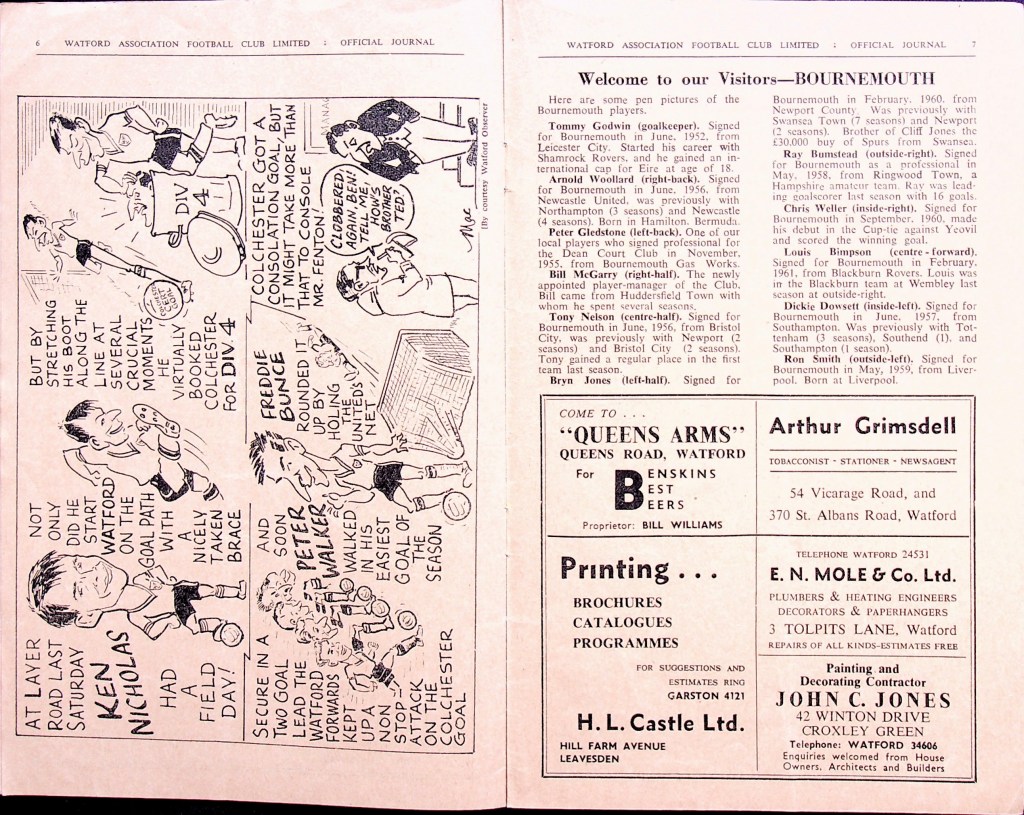 6 WATFORD ASSOCIATION FOOTBALL CLUB LIMITED : OFFICIAL JOURNAL
AT LAYER
ROAD LAST
SATURDAY
KEN
NICHOLAS
HAD
A
FIELD
DAY!
NOT
ONLY
DID HE
START
WATFORD
ON THE
GOAL PATH
WITH
A
NICELY
TAKEN
BRACE
BUT BY
STRETCHING
HIS BOOT
ALONG THE
LINE AT
SEVERAL
CRUCIAL
MOMENTS
HE
VIRTUALLY
BOOKED
COLCHESTER
FOR DIV 4
DIV
4
SECURE IN A
TWO GOAL
LEAD THE
WATFORD
FORWARDS
KEPT
UP A
NON
STOP
ATTACK
ON THE
COLCHESTER
GOAL
AND
SOON
PETER
WALKER
WALKED
IN HIS
EASIEST
GOAL OF
THE
SEASON
FREDDIE
BUNCE
ROUNDED IT
UP BY
HOLING
THE
UNITED'S
NET
COLCHESTER GOT A
CONSOLATION GOAL, BUT
IT MIGHT TAKE MORE THAN
THAT TO CONSOLE
MR. FENTON!
CLOBBERED
AGAIN, BEN!
TELL ME,
HOW'S
BROTHER
TED?
(By courtesy Watford Observer
WATFORD ASSOCIATION FOOTBALL CLUB LIMITED : OFFICIAL JOURNAL 7
Welcome to our Visitors—BOURNEMOUTH
Here are some pen pictures of the
Bournemouth players.
Tommy Godwin (goalkeeper). Signed
for Bournemouth in June, 1952, from
Leicester City. Started his career with
Shamrock Rovers, and he gained an in-
ternational cap for Eire at age of 18.
Arnold Woollard (right-back). Signed
for Bournemouth in June, 1956, from
Newcastle United, was previously with
Northampton (3 seasons) and Newcastle
(4 seasons). Born in Hamilton, Bermuda.
Peter Gledstone (left-back). One of our
local players who signed professional for
the Dean Court Club in November,
1955, from Bournemouth Gas Works.
Bill McGarry (right-half). The newly
appointed player-manager of the Club,
Bill came from Huddersfield Town with
whom he spent several seasons.
Tony Nelson (centre-half). Signed for
Bournemouth in June, 1956, from Bristol
City, was previously with Newport (2
seasons) and Bristol City (2 seasons).
Tony gained a regular place in the first
team last season.
Bryn Jones (left-half). Signed for
Bournemouth in February, 1960, from
Newport County. Was previously with
Swansea Town (7 seasons) and Newport
(2 seasons). Brother of Cliff Jones the
£30,000 buy of Spurs from Swansea.
Ray Bumstead (outside-right). Signed
for Bournemouth as a professional in
May, 1958, from Ringwood Town, a
Hampshire amateur team. Ray was lead-
ing goalscorer last season with 16 goals.
Chris Weller (inside-right). Signed for
Bournemouth in September, 1960, made
his debut in the Cup-tie against Yeovil
and scored the winning goal.
Louis Bimpson (centre-forward).
Signed for Bournemouth in February,
1961, from Blackburn Rovers. Louis was
in the Blackburn team at Wembley last
season at outside-right.
Dickie Dowsett (inside-left). Signed for
Bournemouth in June, 1957, from
Southampton. Was previously with Tot-
tenham (3 seasons), Southend (1), and
Southampton (1 season).
Ron Smith (outside-left). Signed for
Bournemouth in May, 1959, from Liver-
pool. Born at Liverpool.
COME TO . . .
"QUEENS ARMS"
QUEENS ROAD, WATFORD
For BENSKINS
BEST
BEERS
Proprietor: BILL WILLIAMS
Arthur Grimsdell
TOBACCONIST - STATIONER - NEWSAGENT
54 Vicarage Road, and
370 St. Albans Road, Watford
Printing . . .
BROCHURES
CATALOGUES
PROGRAMMES
FOR SUGGESTIONS AND
ESTIMATES RING
GARSTON 4121
H. L. Castle Ltd.
HILL FARM AVENUE
LEAVESDEN
TELEPHONE WATFORD 24531
E. N. MOLE & Co. Ltd.
PLUMBERS & HEATING ENGINEERS
DECORATORS & PAPERHANGERS
3 TOLPITS LANE, Watford
REPAIRS OF ALL KINDS-ESTIMATES FREE
Painting and
Decorating Contractor
JOHN C. JONES
42 WINTON DRIVE
CROXLEY GREEN
Telephone: WATFORD 34606
Enquiries welcomed from House
Owners, Architects and Builders